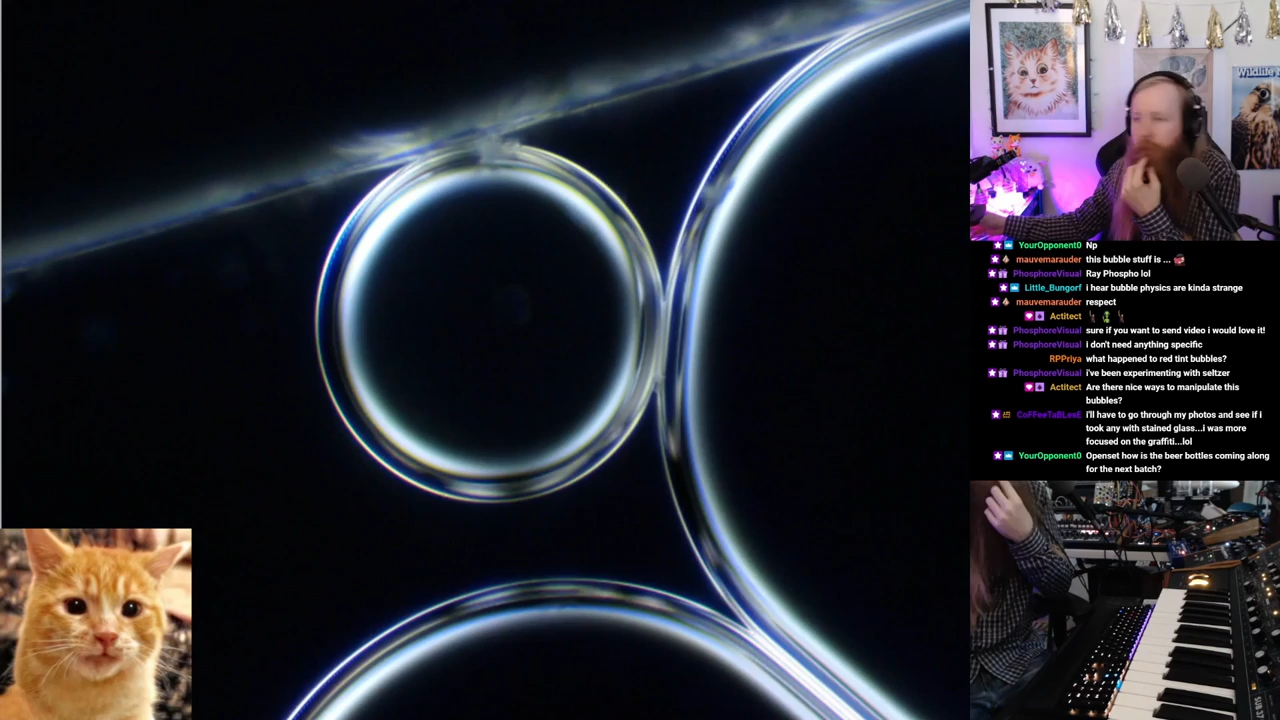 Wildlife
YourOpponent0 Np
mauvemarauder this bubble stuff is ...
PhosphoreVisual Ray Phospho lol
Little_Bungorf i hear bubble physics are kinda strange
mauvemarauder respect
Actitect
PhosphoreVisual sure if you want to send video i would love it!
PhosphoreVisual i don't need anything specific
RPPriya what happened to red tint bubbles?
PhosphoreVisual i've been experimenting with seltzer
Actitect Are there nice ways to manipulate this
bubbles?
CoFFeeTaBLesE I'll have to go through my photos and see if i
took any with stained glass...i was more
focused on the graffiti...lol
YourOpponent0 Openset how is the beer bottles coming along
for the next batch?